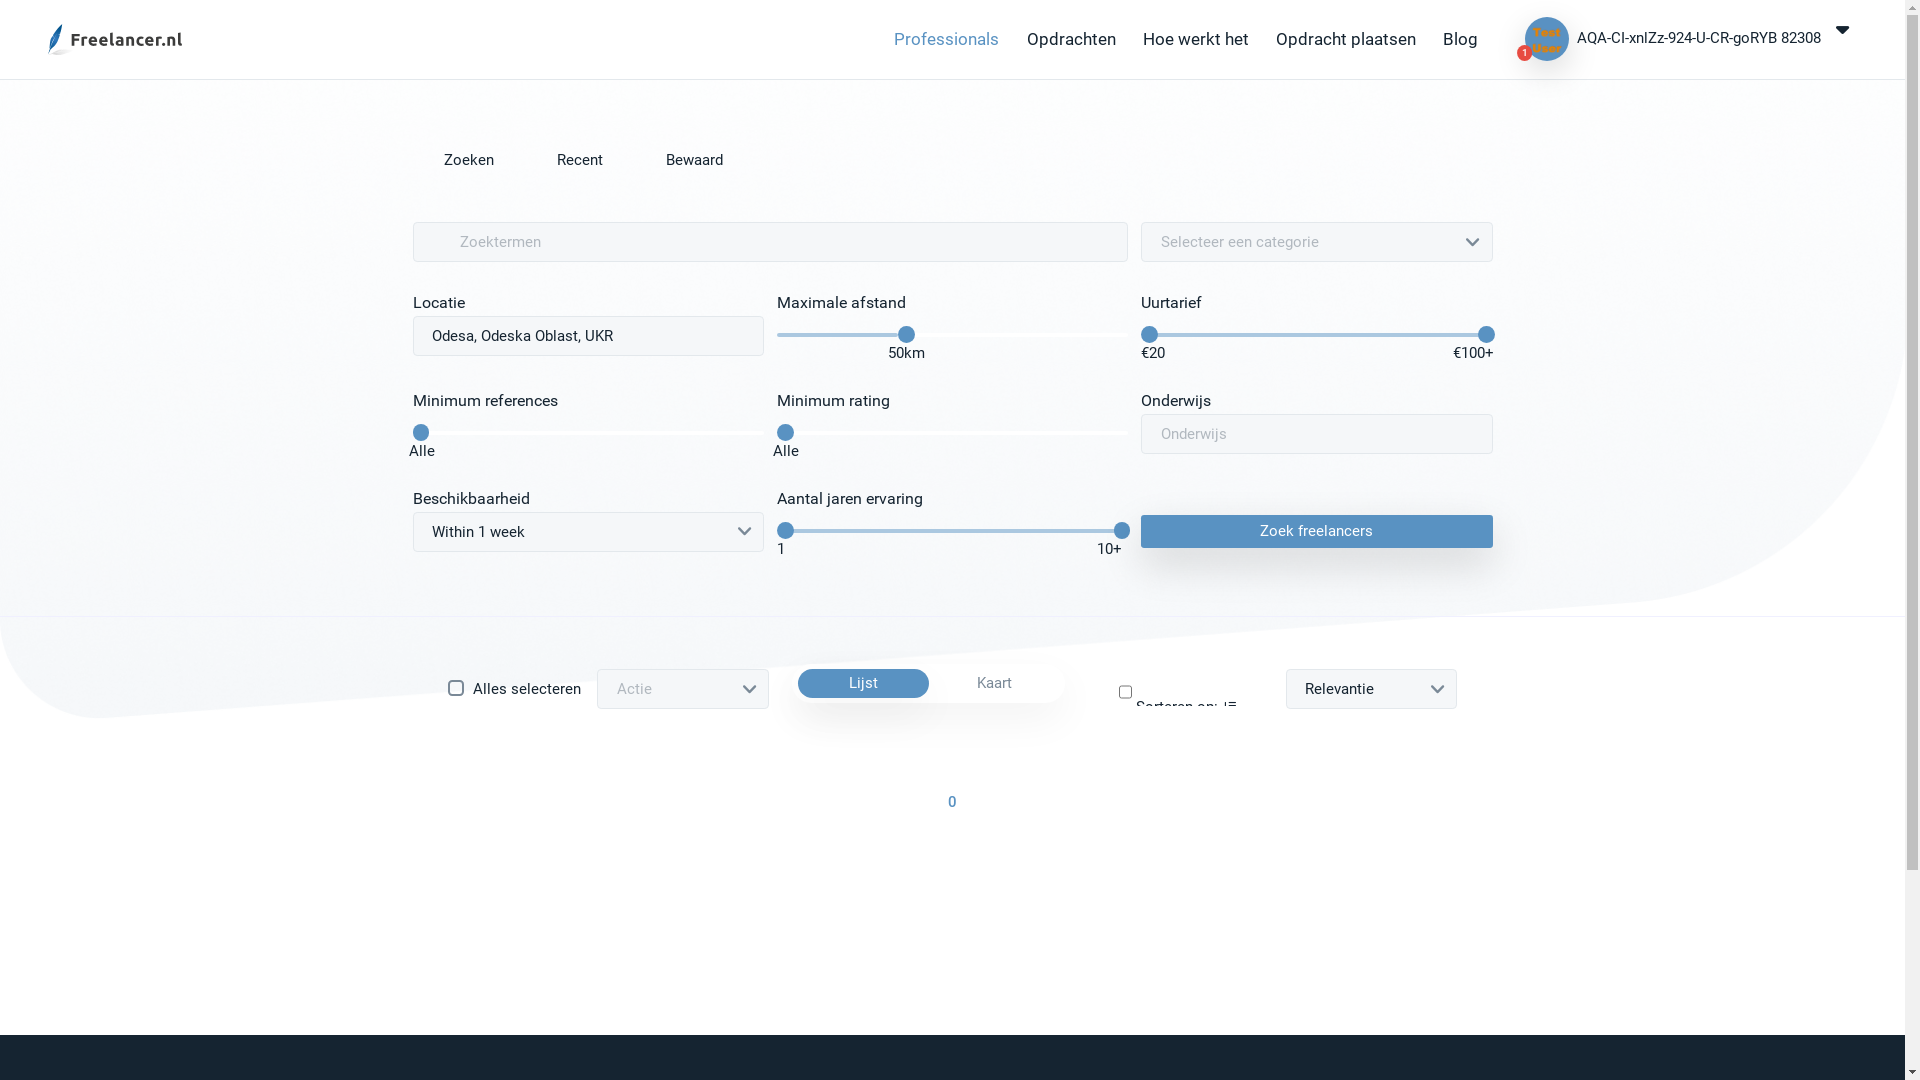 Freelancer.nl
Professionals Opdrachten Hoe werkt het Opdracht plaatsen Blog
Test User
1
AQA-CI-xnlZz-924-U-CR-goRYB 82308
Zoeken Recent Bewaard
Zoektermen
Selecteer een categorie
Locatie Maximale afstand Uurtarief
Odesa, Odeska Oblast, UKR
50km €20 €100+
Minimum references Minimum rating Onderwijs
Onderwijs
Alle Alle
Beschikbaarheid Aantal jaren ervaring
Within 1 week
Zoek freelancers
1 10+
Alles selecteren Actie Lijst Kaart Sorteren op: Relevantie
0